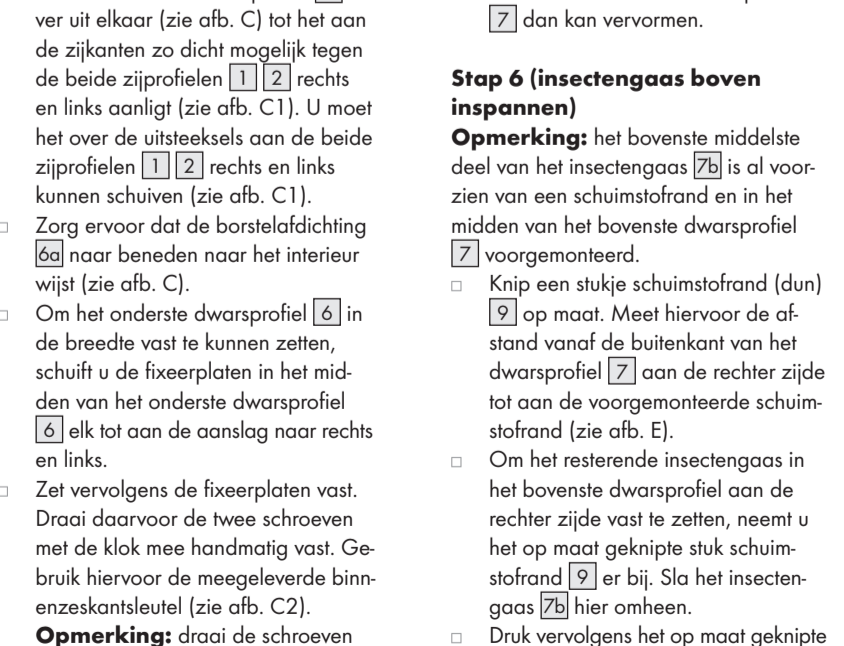 ver uit elkaar (zie afb. C) tot het aan
de zijkanten zo dicht mogelijk tegen
de beide zijprofielen 1 2 rechts
en links aanligt (zie afb. C1). U moet
het over de uitsteeksels aan de beide
zijprofielen 1 2 rechts en links
kunnen schuiven (zie afb. C1).
□ Zorg ervoor dat de borstelafdichting
6a naar beneden naar het interieur
wijst (zie afb. C).
□ Om het onderste dwarsprofiel 6 in
de breedte vast te kunnen zetten,
schuift u de fixeerplaten in het mid-
den van het onderste dwarsprofiel
6 elk tot aan de aanslag naar rechts
en links.
□ Zet vervolgens de fixeerplaten vast.
Draai daarvoor de twee schroeven
met de klok mee handmatig vast. Ge-
bruik hiervoor de meegeleverde binn-
enzeskantsleutel (zie afb. C2).
Opmerking: draai de schroeven
7 dan kan vervormen.
Stap 6 (insectengaas boven
inspannen)
Opmerking: het bovenste middelste
deel van het insectengaas 7b is al voor-
zien van een schuimstofrand en in het
midden van het bovenste dwarsprofiel
7 voorgemonteerd.
□ Knip een stukje schuimstofrand (dun)
9 op maat. Meet hiervoor de af-
stand vanaf de buitenkant van het
dwarsprofiel 7 aan de rechter zijde
tot aan de voorgemonteerde schuim-
stofrand (zie afb. E).
□ Om het resterende insectengaas in
het bovenste dwarsprofiel aan de
rechter zijde vast te zetten, neemt u
het op maat geknipte stuk schuim-
stofrand 9 er bij. Sla het insecten-
gaas 7b hier omheen.
□ Druk vervolgens het op maat geknipte